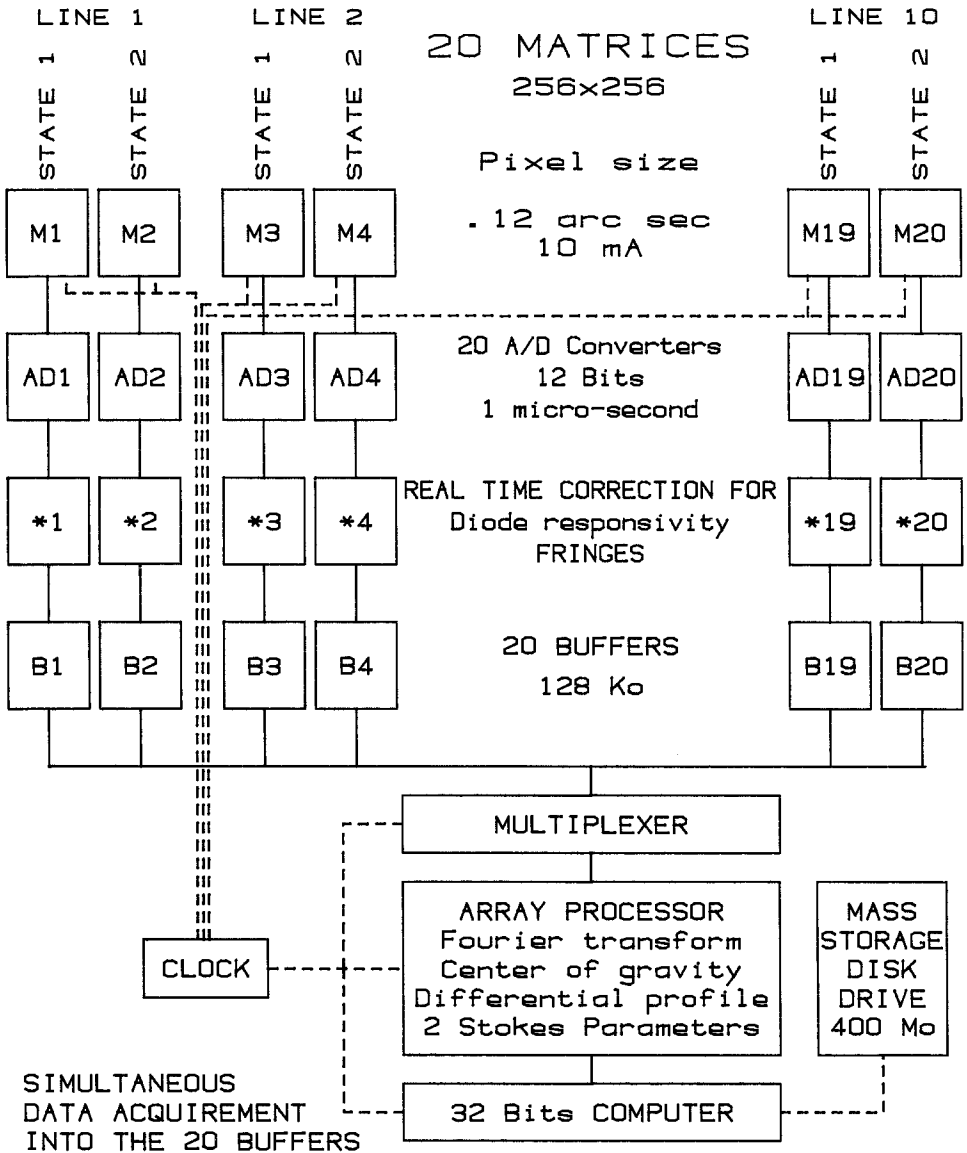 LINE 1 LINE 2 LINE 10
STATE 1 STATE 2 STATE 1 STATE 2 STATE 1 STATE 2
20 MATRICES
256x256
Pixel size
.12 arc sec
10 mA
M1 M2 M3 M4 M19 M20
20 A/D Converters
12 Bits
1 micro-second
AD1 AD2 AD3 AD4 AD19 AD20
REAL TIME CORRECTION FOR
Diode responsivity
FRINGES
*1 *2 *3 *4 *19 *20
20 BUFFERS
128 Ko
B1 B2 B3 B4 B19 B20
MULTIPLEXER
ARRAY PROCESSOR
Fourier transform
Center of gravity
Differential profile
2 Stokes Parameters
MASS
STORAGE
DISK
DRIVE
400 Mo
CLOCK
32 Bits COMPUTER
SIMULTANEOUS
DATA ACQUIREMENT
INTO THE 20 BUFFERS